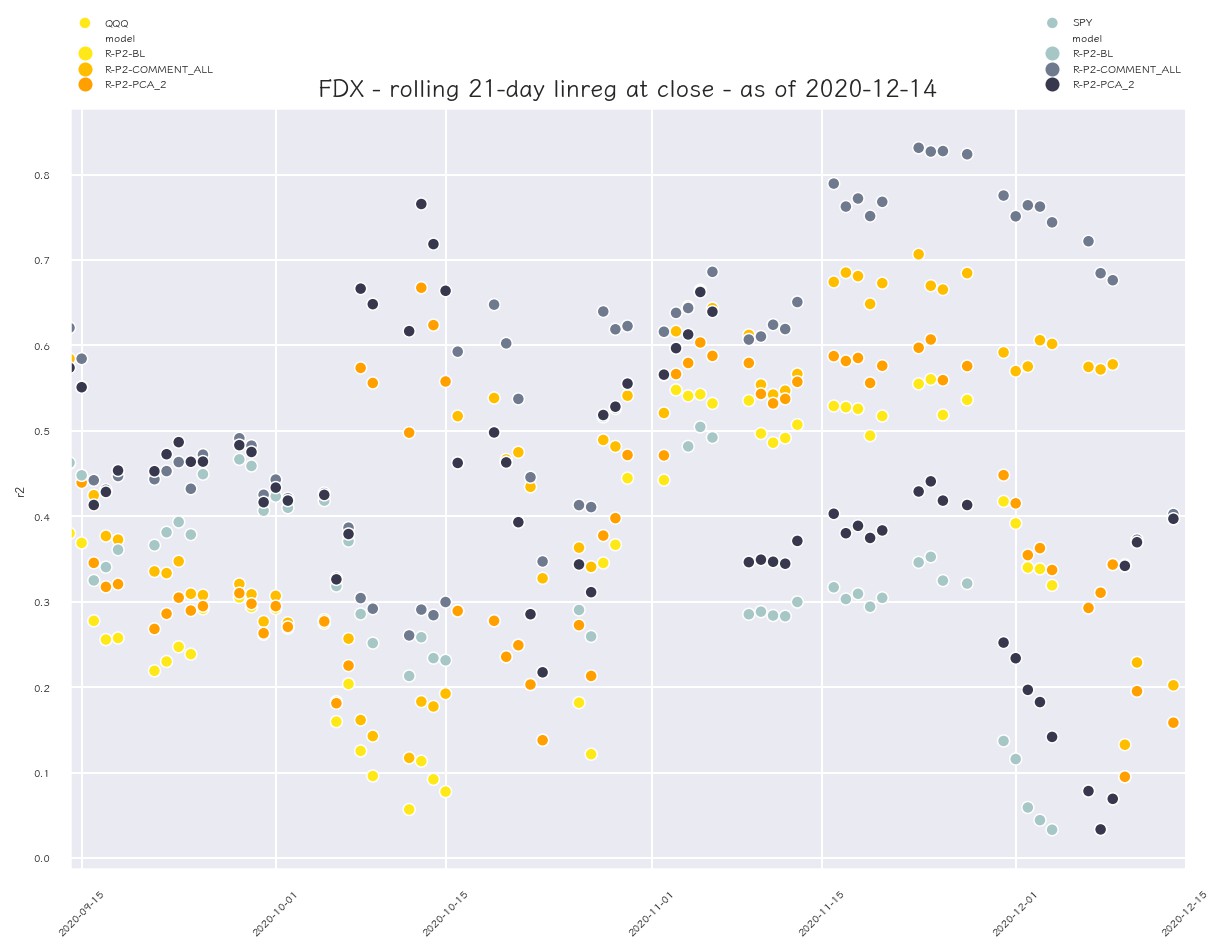 QQQ
model
R-P2-BL
R-P2-COMMENT_ALL
R-P2-PCA_2
SPY
model
R-P2-BL
R-P2-COMMENT_ALL
R-P2-PCA_2
FDX - rolling 21-day linreg at close - as of 2020-12-14
0.8
0.7
0.6
0.5
0.4
0.3
0.2
0.1
0.0
r2
2020-09-15
2020-10-01
2020-10-15
2020-11-01
2020-11-15
2020-12-01
2020-12-15